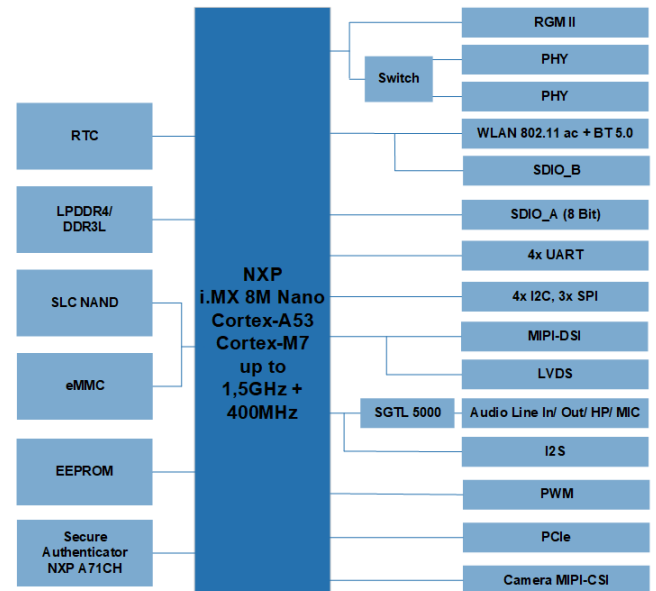 RTC
LPDDR4/
DDR3L
SLC NAND
eMMC
EEPROM
Secure
Authenticator
NXP A71CH
NXP
i.MX 8M Nano
Cortex-A53
Cortex-M7
up to
1,5GHz +
400MHz
Switch
SGTL 5000
RGM II
PHY
PHY
WLAN 802.11 ac + BT 5.0
SDIO_B
SDIO_A (8 Bit)
4x UART
4x I2C, 3x SPI
MIPI-DSI
LVDS
Audio Line In/ Out/ HP/ MIC
I2S
PWM
PCIe
Camera MIPI-CSI